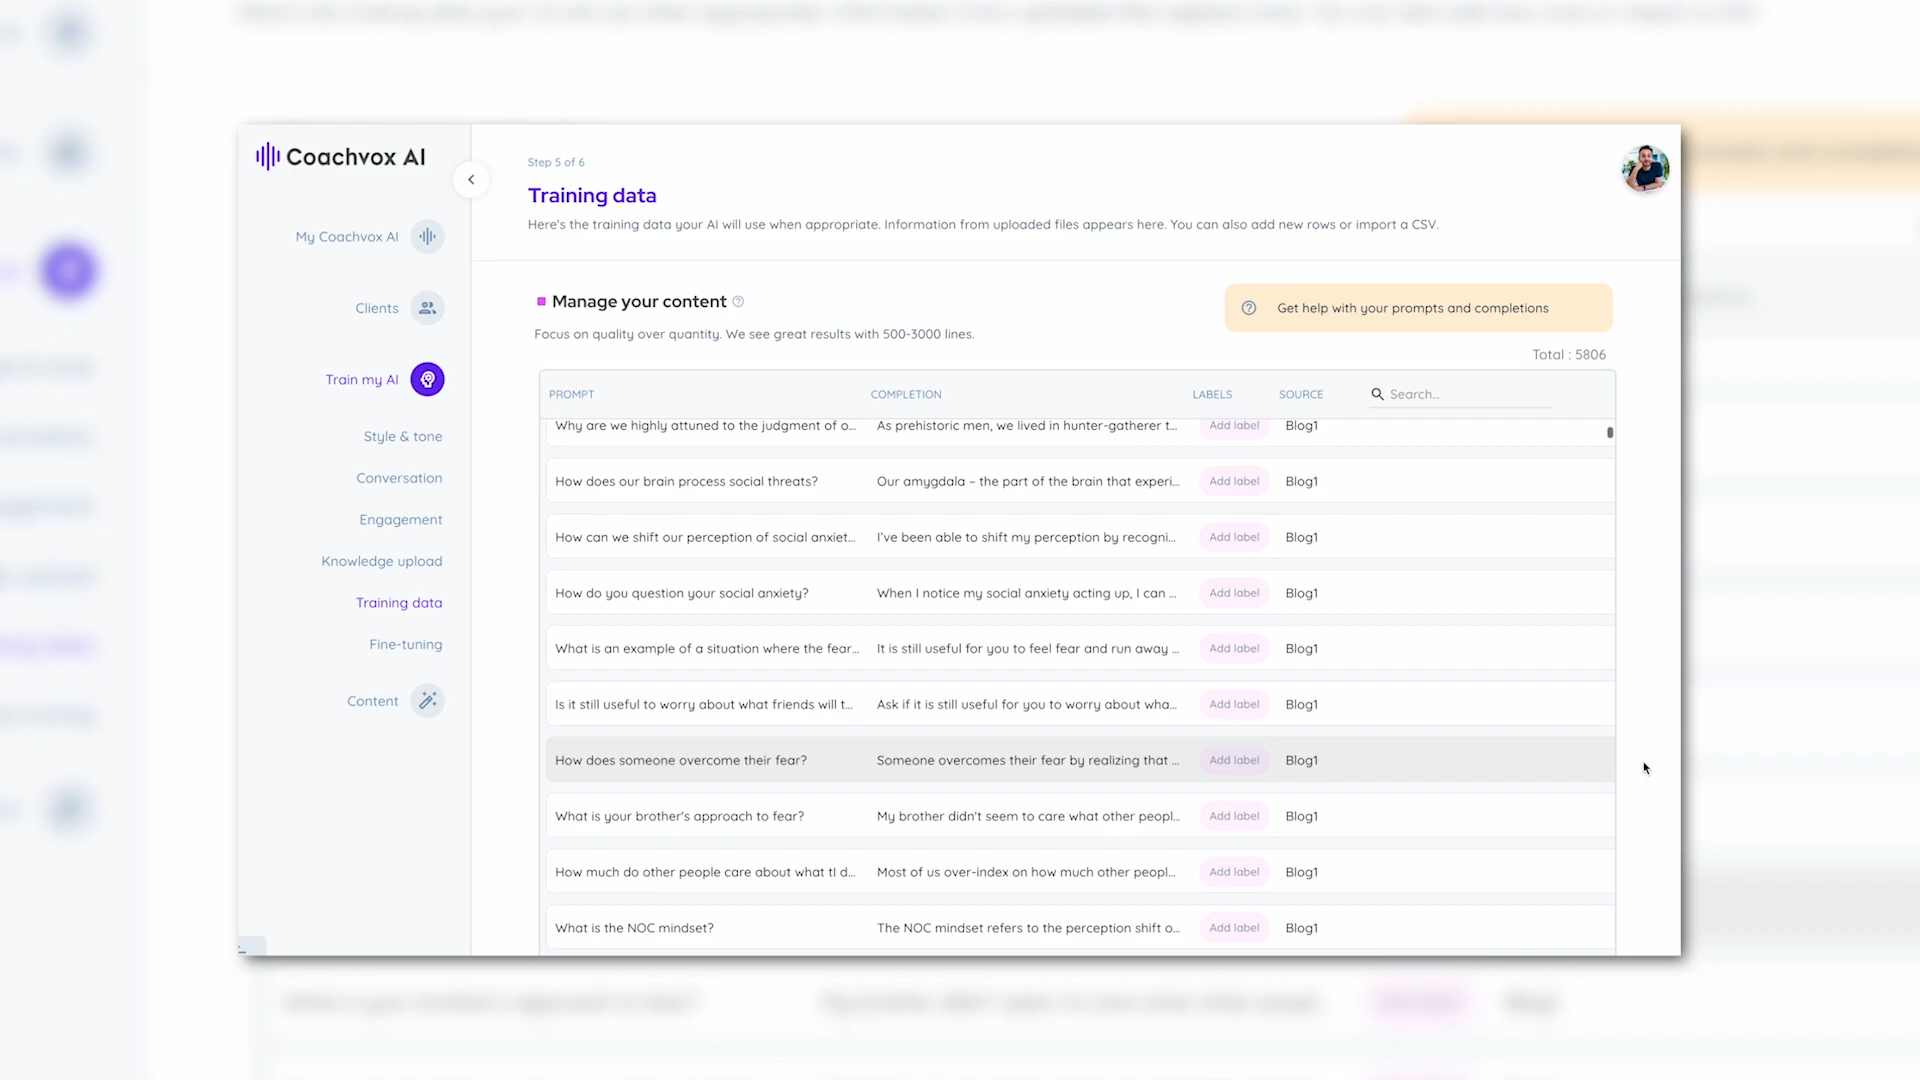 Coachvox AI
My Coachvox AI
Clients
Train my AI
Style & tone
Conversation
Engagement
Knowledge upload
Training data
Fine-tuning
Content
Step 5 of 6
Training data
Here's the training data your AI will use when appropriate. Information from uploaded files appears here. You can also add new rows or import a CSV.
Manage your content
Focus on quality over quantity. We see great results with 500-3000 lines.
Get help with your prompts and completions
Total : 5806
PROMPT COMPLETION LABELS SOURCE Search...
Why are we highly attuned to the judgment of o... As prehistoric men, we lived in hunter-gatherer t... Add label Blog1
How does our brain process social threats? Our amygdala – the part of the brain that experi... Add label Blog1
How can we shift our perception of social anxiet... I've been able to shift my perception by recogni... Add label Blog1
How do you question your social anxiety? When I notice my social anxiety acting up, I can ... Add label Blog1
What is an example of a situation where the fear... It is still useful for you to feel fear and run away ... Add label Blog1
Is it still useful to worry about what friends will t... Ask if it is still useful for you to worry about wha... Add label Blog1
How does someone overcome their fear? Someone overcomes their fear by realizing that ... Add label Blog1
What is your brother's approach to fear? My brother didn't seem to care what other peopl... Add label Blog1
How much do other people care about what tI d... Most of us over-index on how much other peopl... Add label Blog1
What is the NOC mindset? The NOC mindset refers to the perception shift o... Add label Blog1